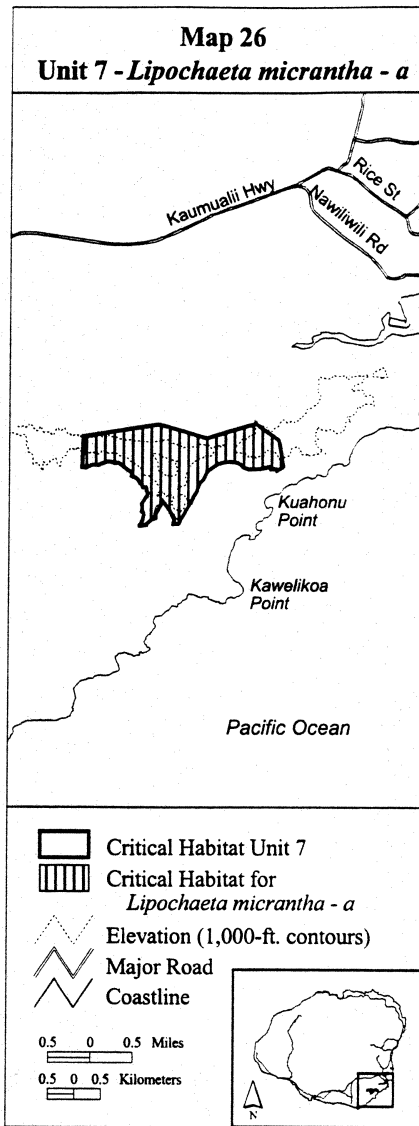 Map 26
Unit 7 - Lipochaeta micrantha - a
Rice St
Kaumualii Hwy
Nawiliwili Rd
Kuahonu
Point
Kawelikoa
Point
Pacific Ocean
Critical Habitat Unit 7
Critical Habitat for
Lipochaeta micrantha - a
Elevation (1,000-ft. contours)
Major Road
Coastline
0.5 0 0.5 Miles
0.5 0 0.5 Kilometers
N